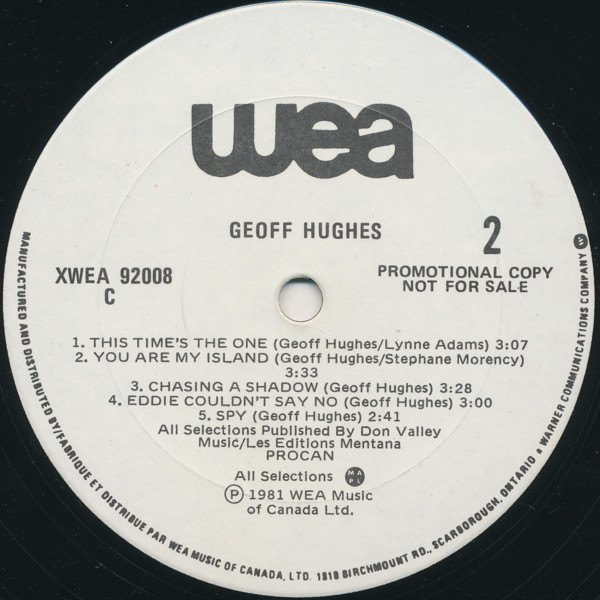 wea
GEOFF HUGHES
2
XWEA 92008
C
PROMOTIONAL COPY
NOT FOR SALE
1. THIS TIME'S THE ONE (Geoff Hughes/Lynne Adams) 3:07
2. YOU ARE MY ISLAND (Geoff Hughes/Stephane Morency)
3:33
3. CHASING A SHADOW (Geoff Hughes) 3:28
4. EDDIE COULDN'T SAY NO (Geoff Hughes) 3:00
5. SPY (Geoff Hughes) 2:41
All Selections Published By Don Valley
Music/Les Editions Mentana
PROCAN
All Selections MAPL
Ⓟ 1981 WEA Music
of Canada Ltd.
MANUFACTURED AND DISTRIBUTED BY/FABRIQUE ET DISTRIBUE PAR WEA MUSIC OF CANADA, LTD. 1810 BIRCHMOUNT RD., SCARBOROUGH, ONTARIO • WARNER COMMUNICATIONS COMPANY